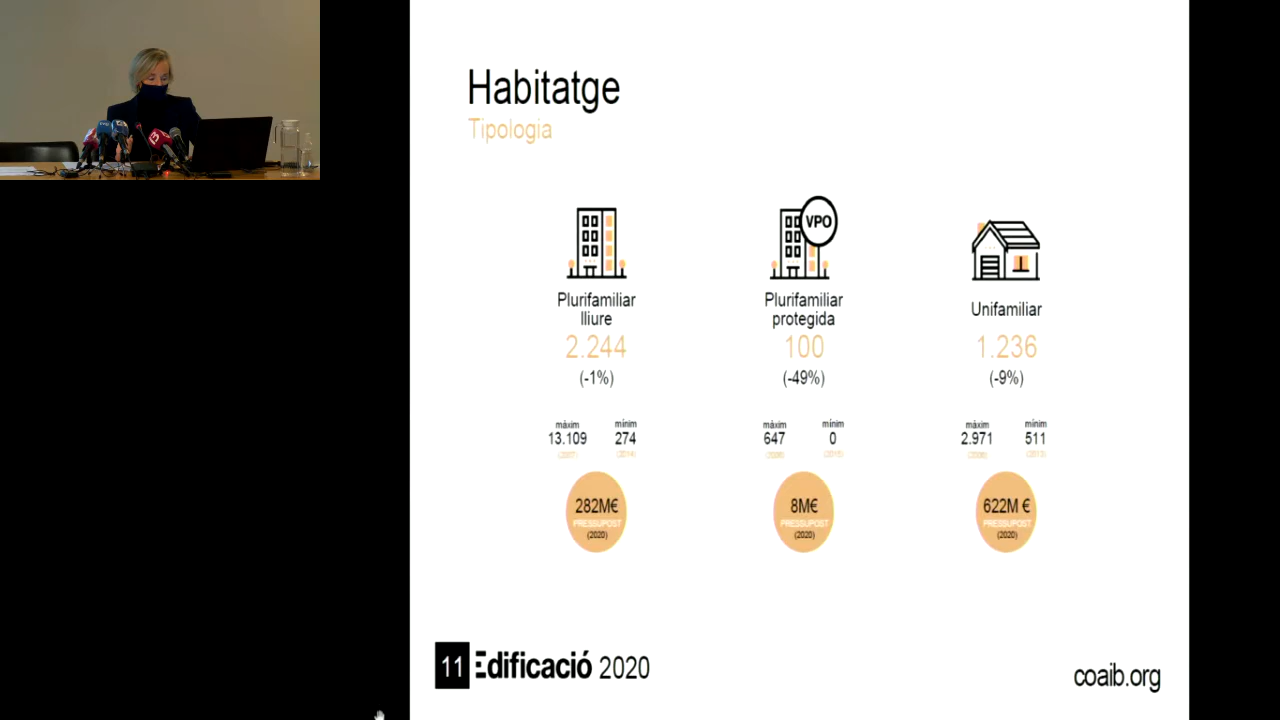 Habitatge
Tipologia
VPO
Plurifamiliar
lliure
2.244
(-1%)
màxim mínim
13.109 274
(2007) (2014)
282M€
PRESSUPOST
(2020)
Plurifamiliar
protegida
100
(-49%)
màxim mínim
647 0
8M€
PRESSUPOST
(2020)
Unifamiliar
1.236
(-9%)
màxim mínim
2.971 511
622M €
PRESSUPOST
(2020)
11 Edificació 2020
coaib.org